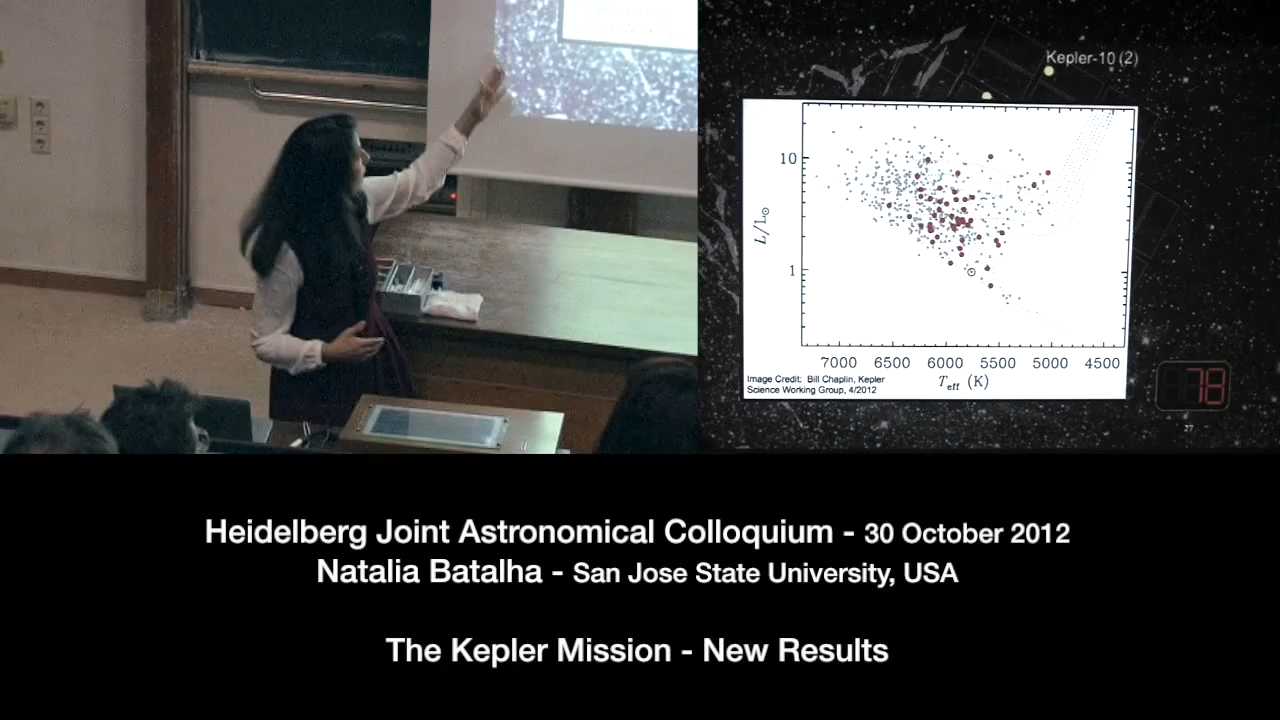 Kepler-10 (2)
10
L/L⊙
1
7000 6500 6000 5500 5000 4500
Teff (K)
Image Credit: Bill Chaplin, Kepler
Science Working Group, 4/2012
78
27
Heidelberg Joint Astronomical Colloquium - 30 October 2012
Natalia Batalha - San Jose State University, USA
The Kepler Mission - New Results